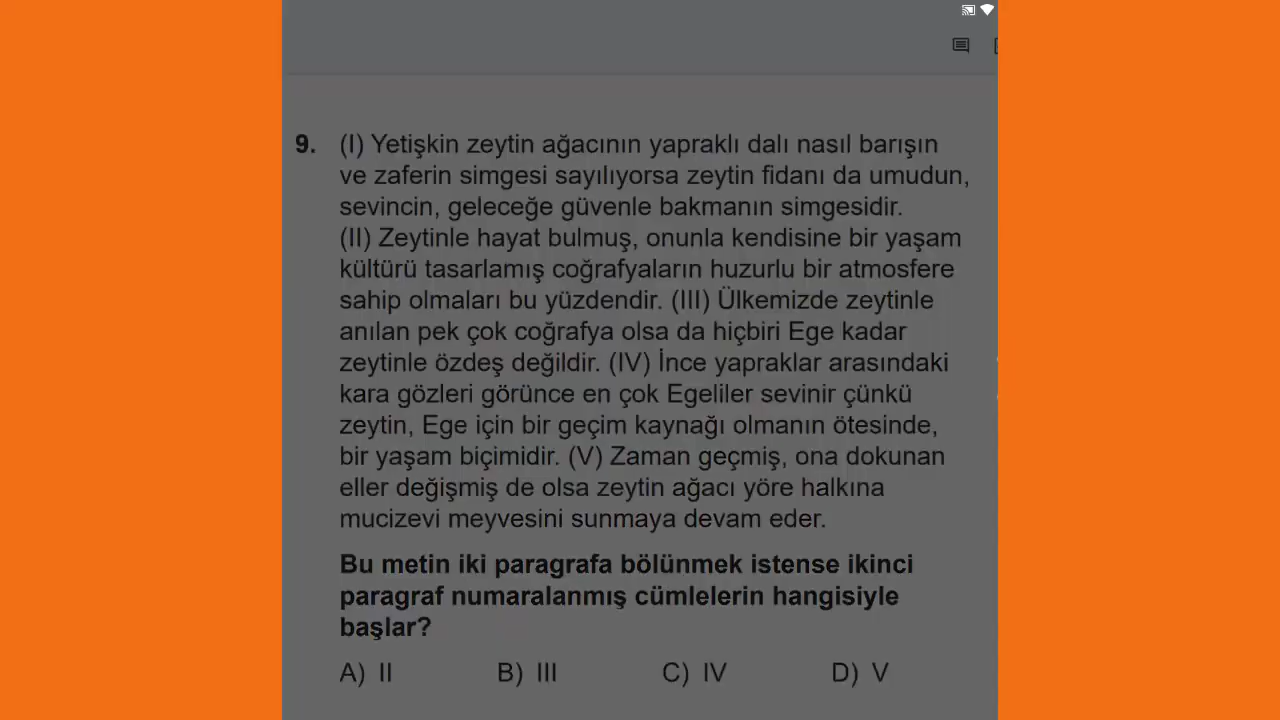 9. (I) Yetişkin zeytin ağacının yapraklı dalı nasıl barışın
ve zaferin simgesi sayılıyorsa zeytin fidanı da umudun,
sevincin, geleceğe güvenle bakmanın simgesidir.
(II) Zeytinle hayat bulmuş, onunla kendisine bir yaşam
kültürü tasarlamış coğrafyaların huzurlu bir atmosfere
sahip olmaları bu yüzdendir. (III) Ülkemizde zeytinle
anılan pek çok coğrafya olsa da hiçbiri Ege kadar
zeytinle özdeş değildir. (IV) İnce yapraklar arasındaki
kara gözleri görünce en çok Egeliler sevinir çünkü
zeytin, Ege için bir geçim kaynağı olmanın ötesinde,
bir yaşam biçimidir. (V) Zaman geçmiş, ona dokunan
eller değişmiş de olsa zeytin ağacı yöre halkına
mucizevi meyvesini sunmaya devam eder.
Bu metin iki paragrafa bölünmek istense ikinci
paragraf numaralanmış cümlelerin hangisiyle
başlar?
A) II B) III C) IV D) V